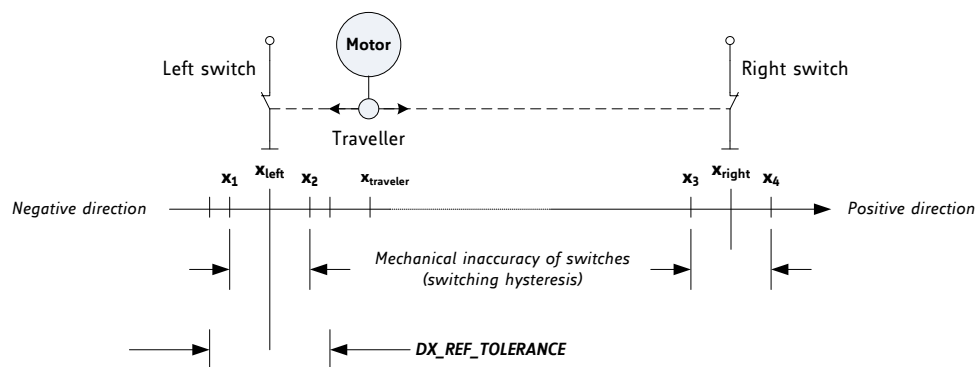 Motor
Left switch
Right switch
Traveller
x1
xleft
x2
xtraveler
x3
xright
x4
Negative direction
Positive direction
Mechanical inaccuracy of switches
(switching hysteresis)
DX_REF_TOLERANCE